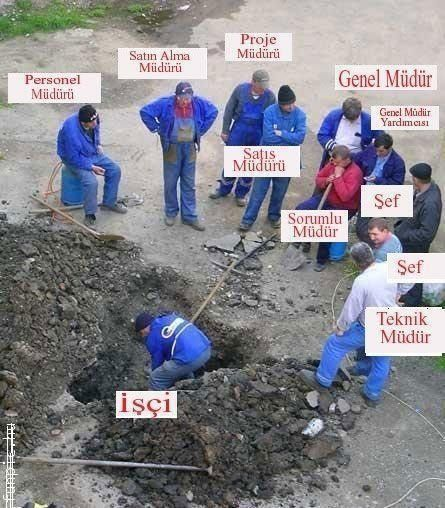 Proje
Müdürü
Satın Alma
Müdürü
Genel Müdür
Personel
Müdürü
Genel Müdür
Yardımcısı
Satış
Müdürü
Şef
Sorumlu
Müdür
Şef
Teknik
Müdür
İşçi